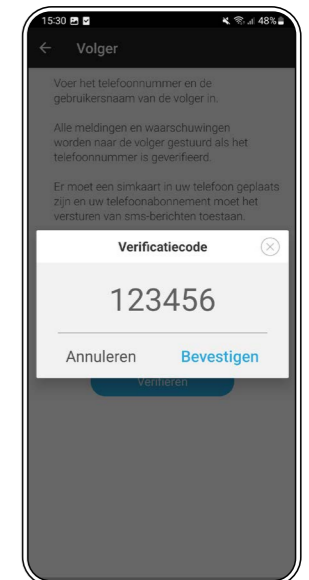 15:30 48%
Volger
Voer het telefoonnummer en de
gebruikersnaam van de volger in.
Alle meldingen en waarschuwingen
worden naar de volger gestuurd als het
telefoonnummer is geverifieerd.
Er moet een simkaart in uw telefoon geplaats
zijn en uw telefoonabonnement moet het
versturen van sms-berichten toestaan.
Verificatiecode
123456
Annuleren Bevestigen
Verifiëren